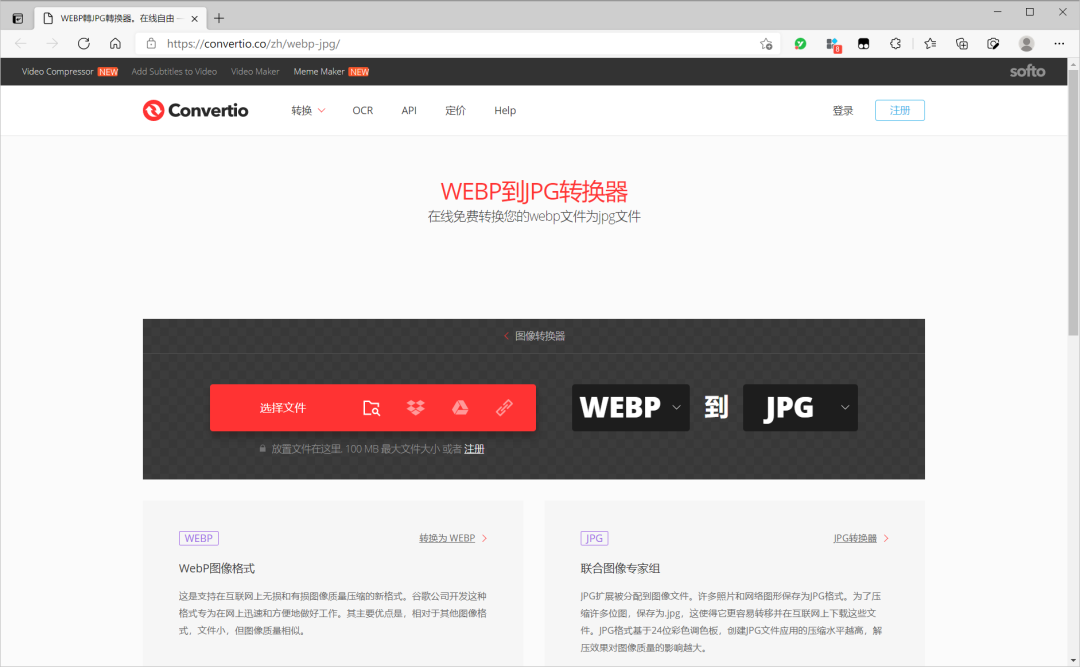 WEBP轉JPG轉換器。在线自由 —
https://convertio.co/zh/webp-jpg/
8
Video Compressor NEW Add Subtitles to Video Video Maker Meme Maker NEW softo
Convertio 转换 OCR API 定价 Help 登录 注册
WEBP到JPG转换器
在线免费转换您的webp文件为jpg文件
图像转换器
选择文件 WEBP 到 JPG
放置文件在这里. 100 MB 最大文件大小 或者 注册
WEBP 转换为 WEBP
WebP图像格式
这是支持在互联网上无损和有损图像质量压缩的新格式。谷歌公司开发这种
格式专为在网上迅速和方便地做好工作。其主要优点是，相对于其他图像格
式，文件小，但图像质量相似。
JPG JPG转换器
联合图像专家组
JPG扩展被分配到图像文件。许多照片和网络图形保存为JPG格式。为了压
缩许多位图，保存为.jpg，这使得它更容易转移并在互联网上下载这些文
件。JPG格式基于24位彩色调色板，创建JPG文件应用的压缩水平越高，解
压效果对图像质量的影响越大。